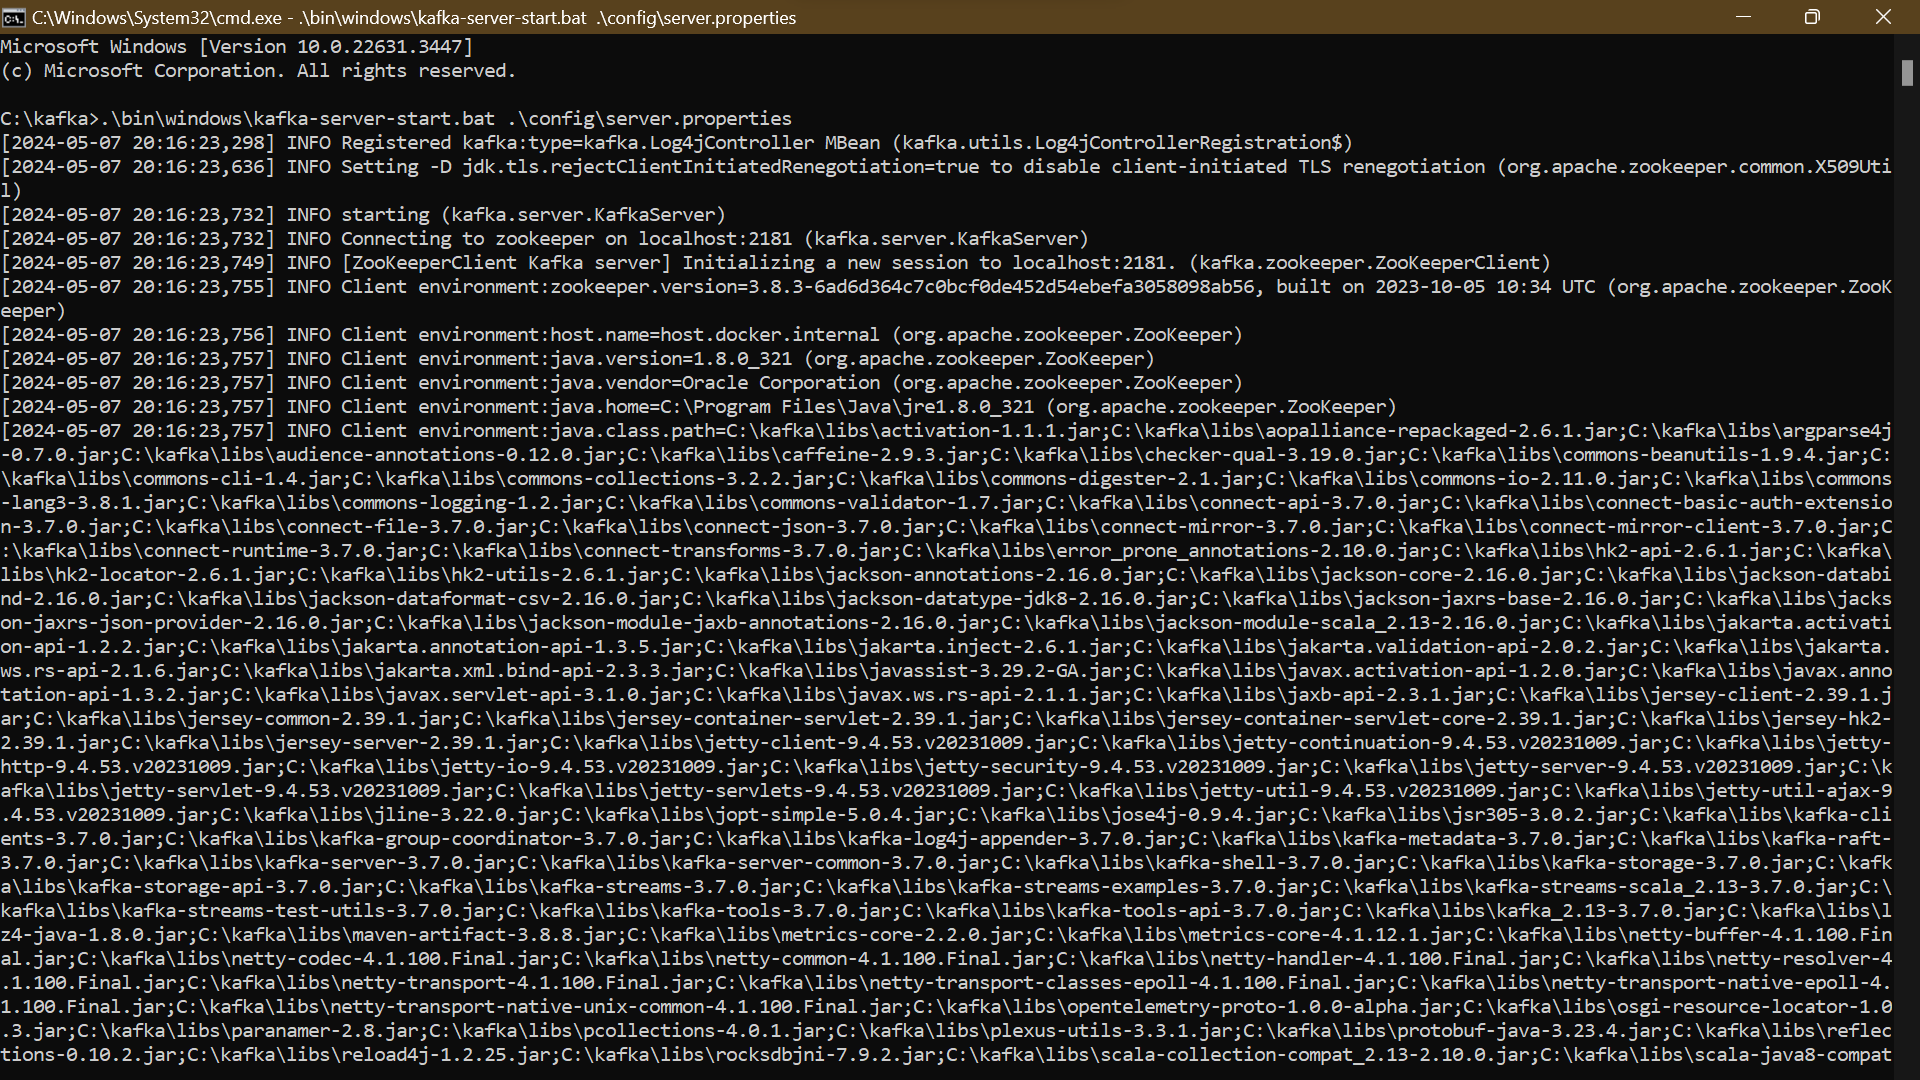 C:\Windows\System32\cmd.exe - .\bin\windows\kafka-server-start.bat .\config\server.properties
Microsoft Windows [Version 10.0.22631.3447]
(c) Microsoft Corporation. All rights reserved.
C:\kafka>.\bin\windows\kafka-server-start.bat .\config\server.properties
[2024-05-07 20:16:23,298] INFO Registered kafka:type=kafka.Log4jController MBean (kafka.utils.Log4jControllerRegistration$)
[2024-05-07 20:16:23,636] INFO Setting -D jdk.tls.rejectClientInitiatedRenegotiation=true to disable client-initiated TLS renegotiation (org.apache.zookeeper.common.X509Uti
l)
[2024-05-07 20:16:23,732] INFO starting (kafka.server.KafkaServer)
[2024-05-07 20:16:23,732] INFO Connecting to zookeeper on localhost:2181 (kafka.server.KafkaServer)
[2024-05-07 20:16:23,749] INFO [ZooKeeperClient Kafka server] Initializing a new session to localhost:2181. (kafka.zookeeper.ZooKeeperClient)
[2024-05-07 20:16:23,755] INFO Client environment:zookeeper.version=3.8.3-6ad6d364c7c0bcf0de452d54ebefa3058098ab56, built on 2023-10-05 10:34 UTC (org.apache.zookeeper.ZooK
eeper)
[2024-05-07 20:16:23,756] INFO Client environment:host.name=host.docker.internal (org.apache.zookeeper.ZooKeeper)
[2024-05-07 20:16:23,757] INFO Client environment:java.version=1.8.0_321 (org.apache.zookeeper.ZooKeeper)
[2024-05-07 20:16:23,757] INFO Client environment:java.vendor=Oracle Corporation (org.apache.zookeeper.ZooKeeper)
[2024-05-07 20:16:23,757] INFO Client environment:java.home=C:\Program Files\Java\jre1.8.0_321 (org.apache.zookeeper.ZooKeeper)
[2024-05-07 20:16:23,757] INFO Client environment:java.class.path=C:\kafka\libs\activation-1.1.1.jar;C:\kafka\libs\aopalliance-repackaged-2.6.1.jar;C:\kafka\libs\argparse4j
-0.7.0.jar;C:\kafka\libs\audience-annotations-0.12.0.jar;C:\kafka\libs\caffeine-2.9.3.jar;C:\kafka\libs\checker-qual-3.19.0.jar;C:\kafka\libs\commons-beanutils-1.9.4.jar;C:
\kafka\libs\commons-cli-1.4.jar;C:\kafka\libs\commons-collections-3.2.2.jar;C:\kafka\libs\commons-digester-2.1.jar;C:\kafka\libs\commons-io-2.11.0.jar;C:\kafka\libs\commons
-lang3-3.8.1.jar;C:\kafka\libs\commons-logging-1.2.jar;C:\kafka\libs\commons-validator-1.7.jar;C:\kafka\libs\connect-api-3.7.0.jar;C:\kafka\libs\connect-basic-auth-extensio
n-3.7.0.jar;C:\kafka\libs\connect-file-3.7.0.jar;C:\kafka\libs\connect-json-3.7.0.jar;C:\kafka\libs\connect-mirror-3.7.0.jar;C:\kafka\libs\connect-mirror-client-3.7.0.jar;C
:\kafka\libs\connect-runtime-3.7.0.jar;C:\kafka\libs\connect-transforms-3.7.0.jar;C:\kafka\libs\error_prone_annotations-2.10.0.jar;C:\kafka\libs\hk2-api-2.6.1.jar;C:\kafka\
libs\hk2-locator-2.6.1.jar;C:\kafka\libs\hk2-utils-2.6.1.jar;C:\kafka\libs\jackson-annotations-2.16.0.jar;C:\kafka\libs\jackson-core-2.16.0.jar;C:\kafka\libs\jackson-databi
nd-2.16.0.jar;C:\kafka\libs\jackson-dataformat-csv-2.16.0.jar;C:\kafka\libs\jackson-datatype-jdk8-2.16.0.jar;C:\kafka\libs\jackson-jaxrs-base-2.16.0.jar;C:\kafka\libs\jacks
on-jaxrs-json-provider-2.16.0.jar;C:\kafka\libs\jackson-module-jaxb-annotations-2.16.0.jar;C:\kafka\libs\jackson-module-scala_2.13-2.16.0.jar;C:\kafka\libs\jakarta.activati
on-api-1.2.2.jar;C:\kafka\libs\jakarta.annotation-api-1.3.5.jar;C:\kafka\libs\jakarta.inject-2.6.1.jar;C:\kafka\libs\jakarta.validation-api-2.0.2.jar;C:\kafka\libs\jakarta.
ws.rs-api-2.1.6.jar;C:\kafka\libs\jakarta.xml.bind-api-2.3.3.jar;C:\kafka\libs\javassist-3.29.2-GA.jar;C:\kafka\libs\javax.activation-api-1.2.0.jar;C:\kafka\libs\javax.anno
tation-api-1.3.2.jar;C:\kafka\libs\javax.servlet-api-3.1.0.jar;C:\kafka\libs\javax.ws.rs-api-2.1.1.jar;C:\kafka\libs\jaxb-api-2.3.1.jar;C:\kafka\libs\jersey-client-2.39.1.j
ar;C:\kafka\libs\jersey-common-2.39.1.jar;C:\kafka\libs\jersey-container-servlet-2.39.1.jar;C:\kafka\libs\jersey-container-servlet-core-2.39.1.jar;C:\kafka\libs\jersey-hk2-
2.39.1.jar;C:\kafka\libs\jersey-server-2.39.1.jar;C:\kafka\libs\jetty-client-9.4.53.v20231009.jar;C:\kafka\libs\jetty-continuation-9.4.53.v20231009.jar;C:\kafka\libs\jetty-
http-9.4.53.v20231009.jar;C:\kafka\libs\jetty-io-9.4.53.v20231009.jar;C:\kafka\libs\jetty-security-9.4.53.v20231009.jar;C:\kafka\libs\jetty-server-9.4.53.v20231009.jar;C:\k
afka\libs\jetty-servlet-9.4.53.v20231009.jar;C:\kafka\libs\jetty-servlets-9.4.53.v20231009.jar;C:\kafka\libs\jetty-util-9.4.53.v20231009.jar;C:\kafka\libs\jetty-util-ajax-9
.4.53.v20231009.jar;C:\kafka\libs\jline-3.22.0.jar;C:\kafka\libs\jopt-simple-5.0.4.jar;C:\kafka\libs\jose4j-0.9.4.jar;C:\kafka\libs\jsr305-3.0.2.jar;C:\kafka\libs\kafka-cli
ents-3.7.0.jar;C:\kafka\libs\kafka-group-coordinator-3.7.0.jar;C:\kafka\libs\kafka-log4j-appender-3.7.0.jar;C:\kafka\libs\kafka-metadata-3.7.0.jar;C:\kafka\libs\kafka-raft-
3.7.0.jar;C:\kafka\libs\kafka-server-3.7.0.jar;C:\kafka\libs\kafka-server-common-3.7.0.jar;C:\kafka\libs\kafka-shell-3.7.0.jar;C:\kafka\libs\kafka-storage-3.7.0.jar;C:\kafk
a\libs\kafka-storage-api-3.7.0.jar;C:\kafka\libs\kafka-streams-3.7.0.jar;C:\kafka\libs\kafka-streams-examples-3.7.0.jar;C:\kafka\libs\kafka-streams-scala_2.13-3.7.0.jar;C:\
kafka\libs\kafka-streams-test-utils-3.7.0.jar;C:\kafka\libs\kafka-tools-3.7.0.jar;C:\kafka\libs\kafka-tools-api-3.7.0.jar;C:\kafka\libs\kafka_2.13-3.7.0.jar;C:\kafka\libs\l
z4-java-1.8.0.jar;C:\kafka\libs\maven-artifact-3.8.8.jar;C:\kafka\libs\metrics-core-2.2.0.jar;C:\kafka\libs\metrics-core-4.1.12.1.jar;C:\kafka\libs\netty-buffer-4.1.100.Fin
al.jar;C:\kafka\libs\netty-codec-4.1.100.Final.jar;C:\kafka\libs\netty-common-4.1.100.Final.jar;C:\kafka\libs\netty-handler-4.1.100.Final.jar;C:\kafka\libs\netty-resolver-4
.1.100.Final.jar;C:\kafka\libs\netty-transport-4.1.100.Final.jar;C:\kafka\libs\netty-transport-classes-epoll-4.1.100.Final.jar;C:\kafka\libs\netty-transport-native-epoll-4.
1.100.Final.jar;C:\kafka\libs\netty-transport-native-unix-common-4.1.100.Final.jar;C:\kafka\libs\opentelemetry-proto-1.0.0-alpha.jar;C:\kafka\libs\osgi-resource-locator-1.0
.3.jar;C:\kafka\libs\paranamer-2.8.jar;C:\kafka\libs\pcollections-4.0.1.jar;C:\kafka\libs\plexus-utils-3.3.1.jar;C:\kafka\libs\protobuf-java-3.23.4.jar;C:\kafka\libs\reflec
tions-0.10.2.jar;C:\kafka\libs\reload4j-1.2.25.jar;C:\kafka\libs\rocksdbjni-7.9.2.jar;C:\kafka\libs\scala-collection-compat_2.13-2.10.0.jar;C:\kafka\libs\scala-java8-compat